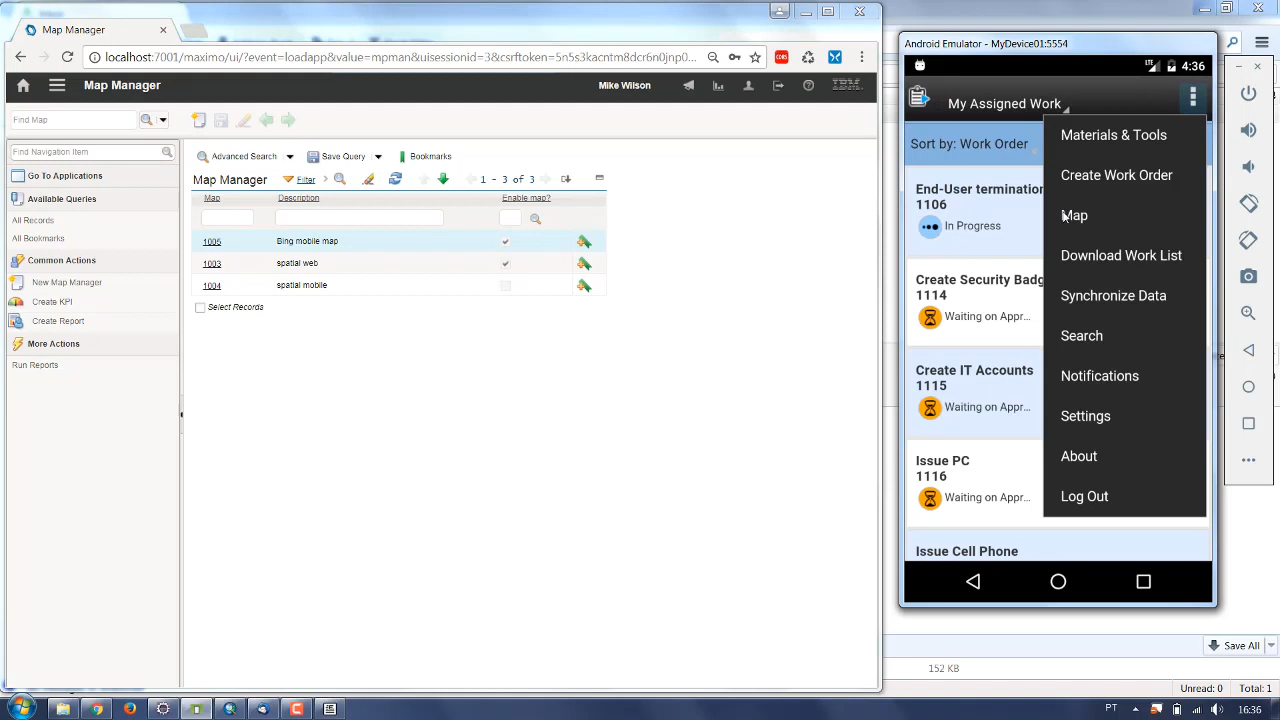 Map Manager
localhost:7001/maximo/ui/?event=loadapp&value=mpman&uisessionid=3&csrftoken=5n5s3kacntm8dcr6n0jnp0...
Map Manager
Mike Wilson
IBM
Find Map
Find Navigation Item
Go To Applications
Available Queries
All Records
All Bookmarks
Common Actions
New Map Manager
Create KPI
Create Report
More Actions
Run Reports
Advanced Search
Save Query
Bookmarks
Map Manager
Filter
1 - 3 of 3
Map Description Enable map?
1005 Bing mobile map
1003 spatial web
1004 spatial mobile
Select Records
Android Emulator - MyDevice01:5554
LTE 4:36
My Assigned Work
Sort by: Work Order
End-User termination
1106
In Progress
Create Security Badg
1114
Waiting on Appr...
Create IT Accounts
1115
Waiting on Appr...
Issue PC
1116
Waiting on Appr...
Issue Cell Phone
Materials & Tools
Create Work Order
Map
Download Work List
Synchronize Data
Search
Notifications
Settings
About
Log Out
Save All
152 KB
Unread: 0 Total: 1
PT 16:36